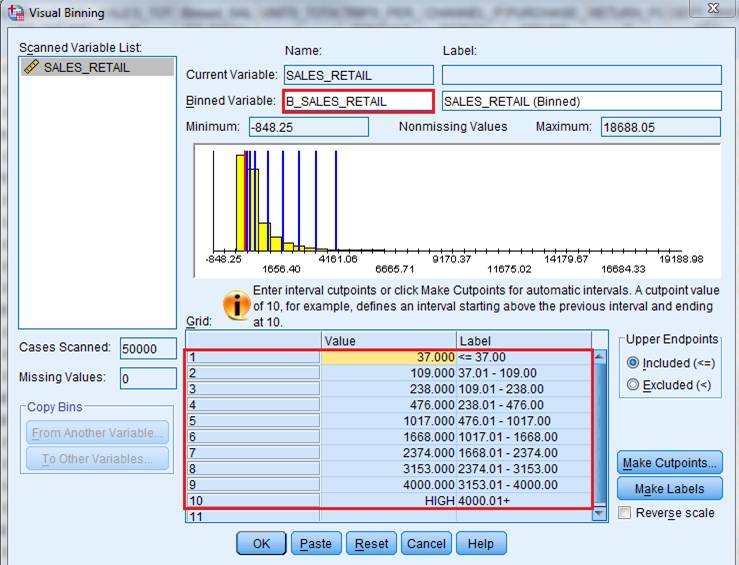 Visual Binning
Scanned Variable List:
SALES_RETAIL
Name:
Label:
Current Variable:
SALES_RETAIL
Binned Variable:
B_SALES_RETAIL
SALES_RETAIL (Binned)
Minimum:
-848.25
Nonmissing Values
Maximum:
18688.05
-848.25
4161.06
9170.37
14179.67
19188.98
1656.40
6665.71
11675.02
16684.33
Enter interval cutpoints or click Make Cutpoints for automatic intervals. A cutpoint value
of 10, for example, defines an interval starting above the previous interval and ending
at 10.
Grid:
Value
Label
1 37.000 <= 37.00
2 109.000 37.01 - 109.00
3 238.000 109.01 - 238.00
4 476.000 238.01 - 476.00
5 1017.000 476.01 - 1017.00
6 1668.000 1017.01 - 1668.00
7 2374.000 1668.01 - 2374.00
8 3153.000 2374.01 - 3153.00
9 4000.000 3153.01 - 4000.00
10 HIGH 4000.01+
11
Cases Scanned:
50000
Missing Values:
0
Copy Bins
From Another Variable...
To Other Variables...
Upper Endpoints
Included (<=)
Excluded (<)
Make Cutpoints...
Make Labels
Reverse scale
OK
Paste
Reset
Cancel
Help